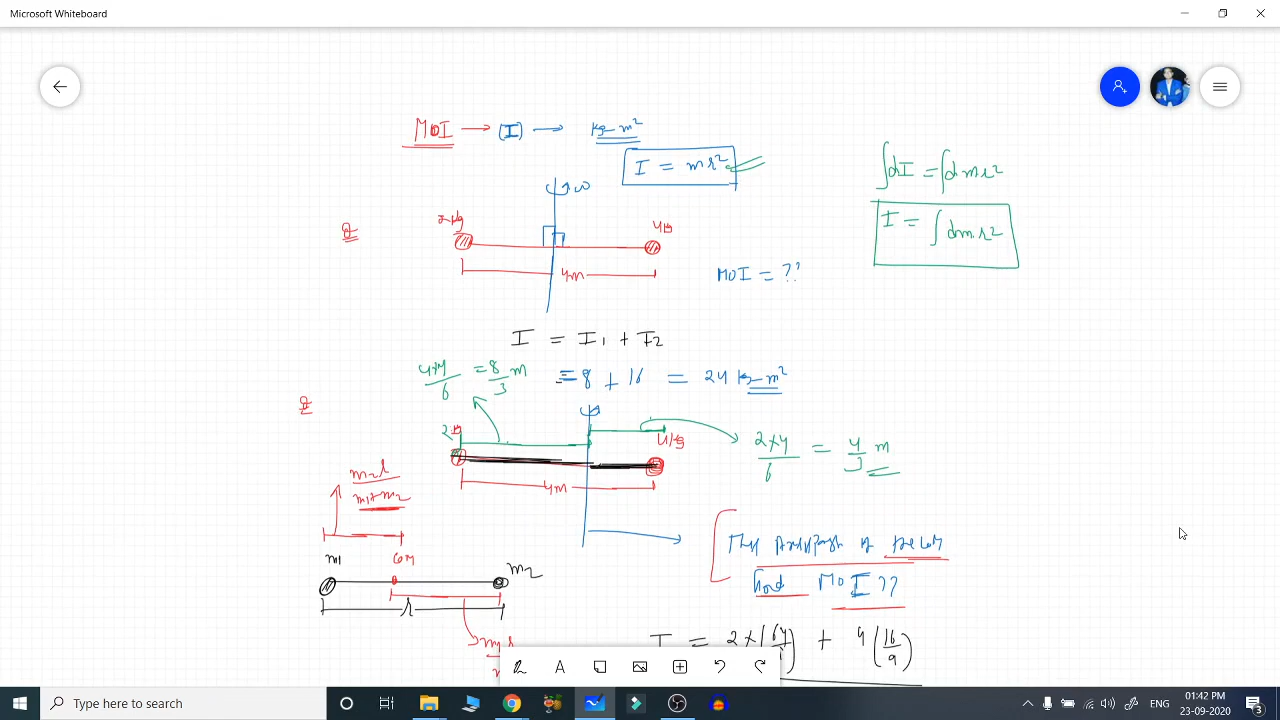 Microsoft Whiteboard
MOI → (I) → kg-m²
I = mr²
∫dI = ∫dmr²
I = ∫dm.r²
ω
2kg
4kg
Q
4m
MOI = ??
I = I1 + I2
= 8 + 16 = 24 kg-m²
4×4/6 = 8/3 m
Q
2kg
4kg
2×4/6 = 4/3 m
4m
m2l
m1+m2
m1
COM
m2
l
find MOI ??
m1l
I = 2×(64/9) + 4(16/9)
Type here to search
ENG
01:42 PM
23-09-2020
3